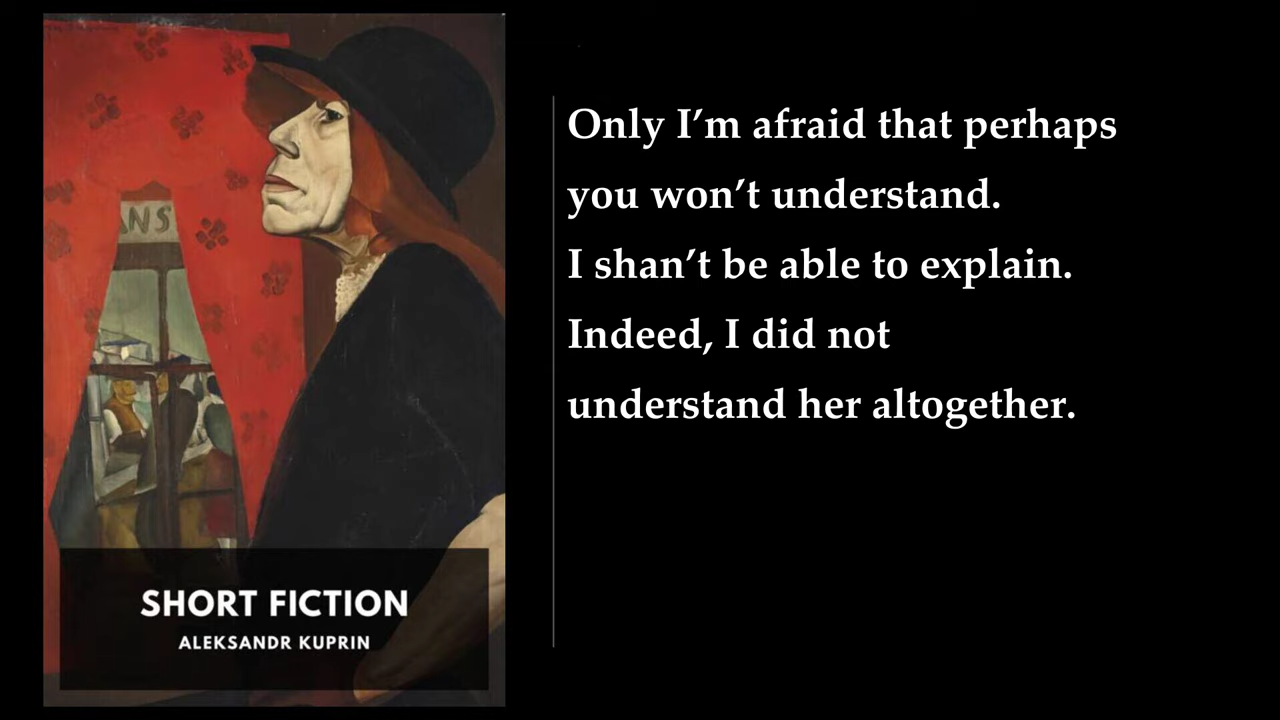 ANS
SHORT FICTION
ALEKSANDR KUPRIN
Only I’m afraid that perhaps
you won’t understand.
I shan’t be able to explain.
Indeed, I did not
understand her altogether.